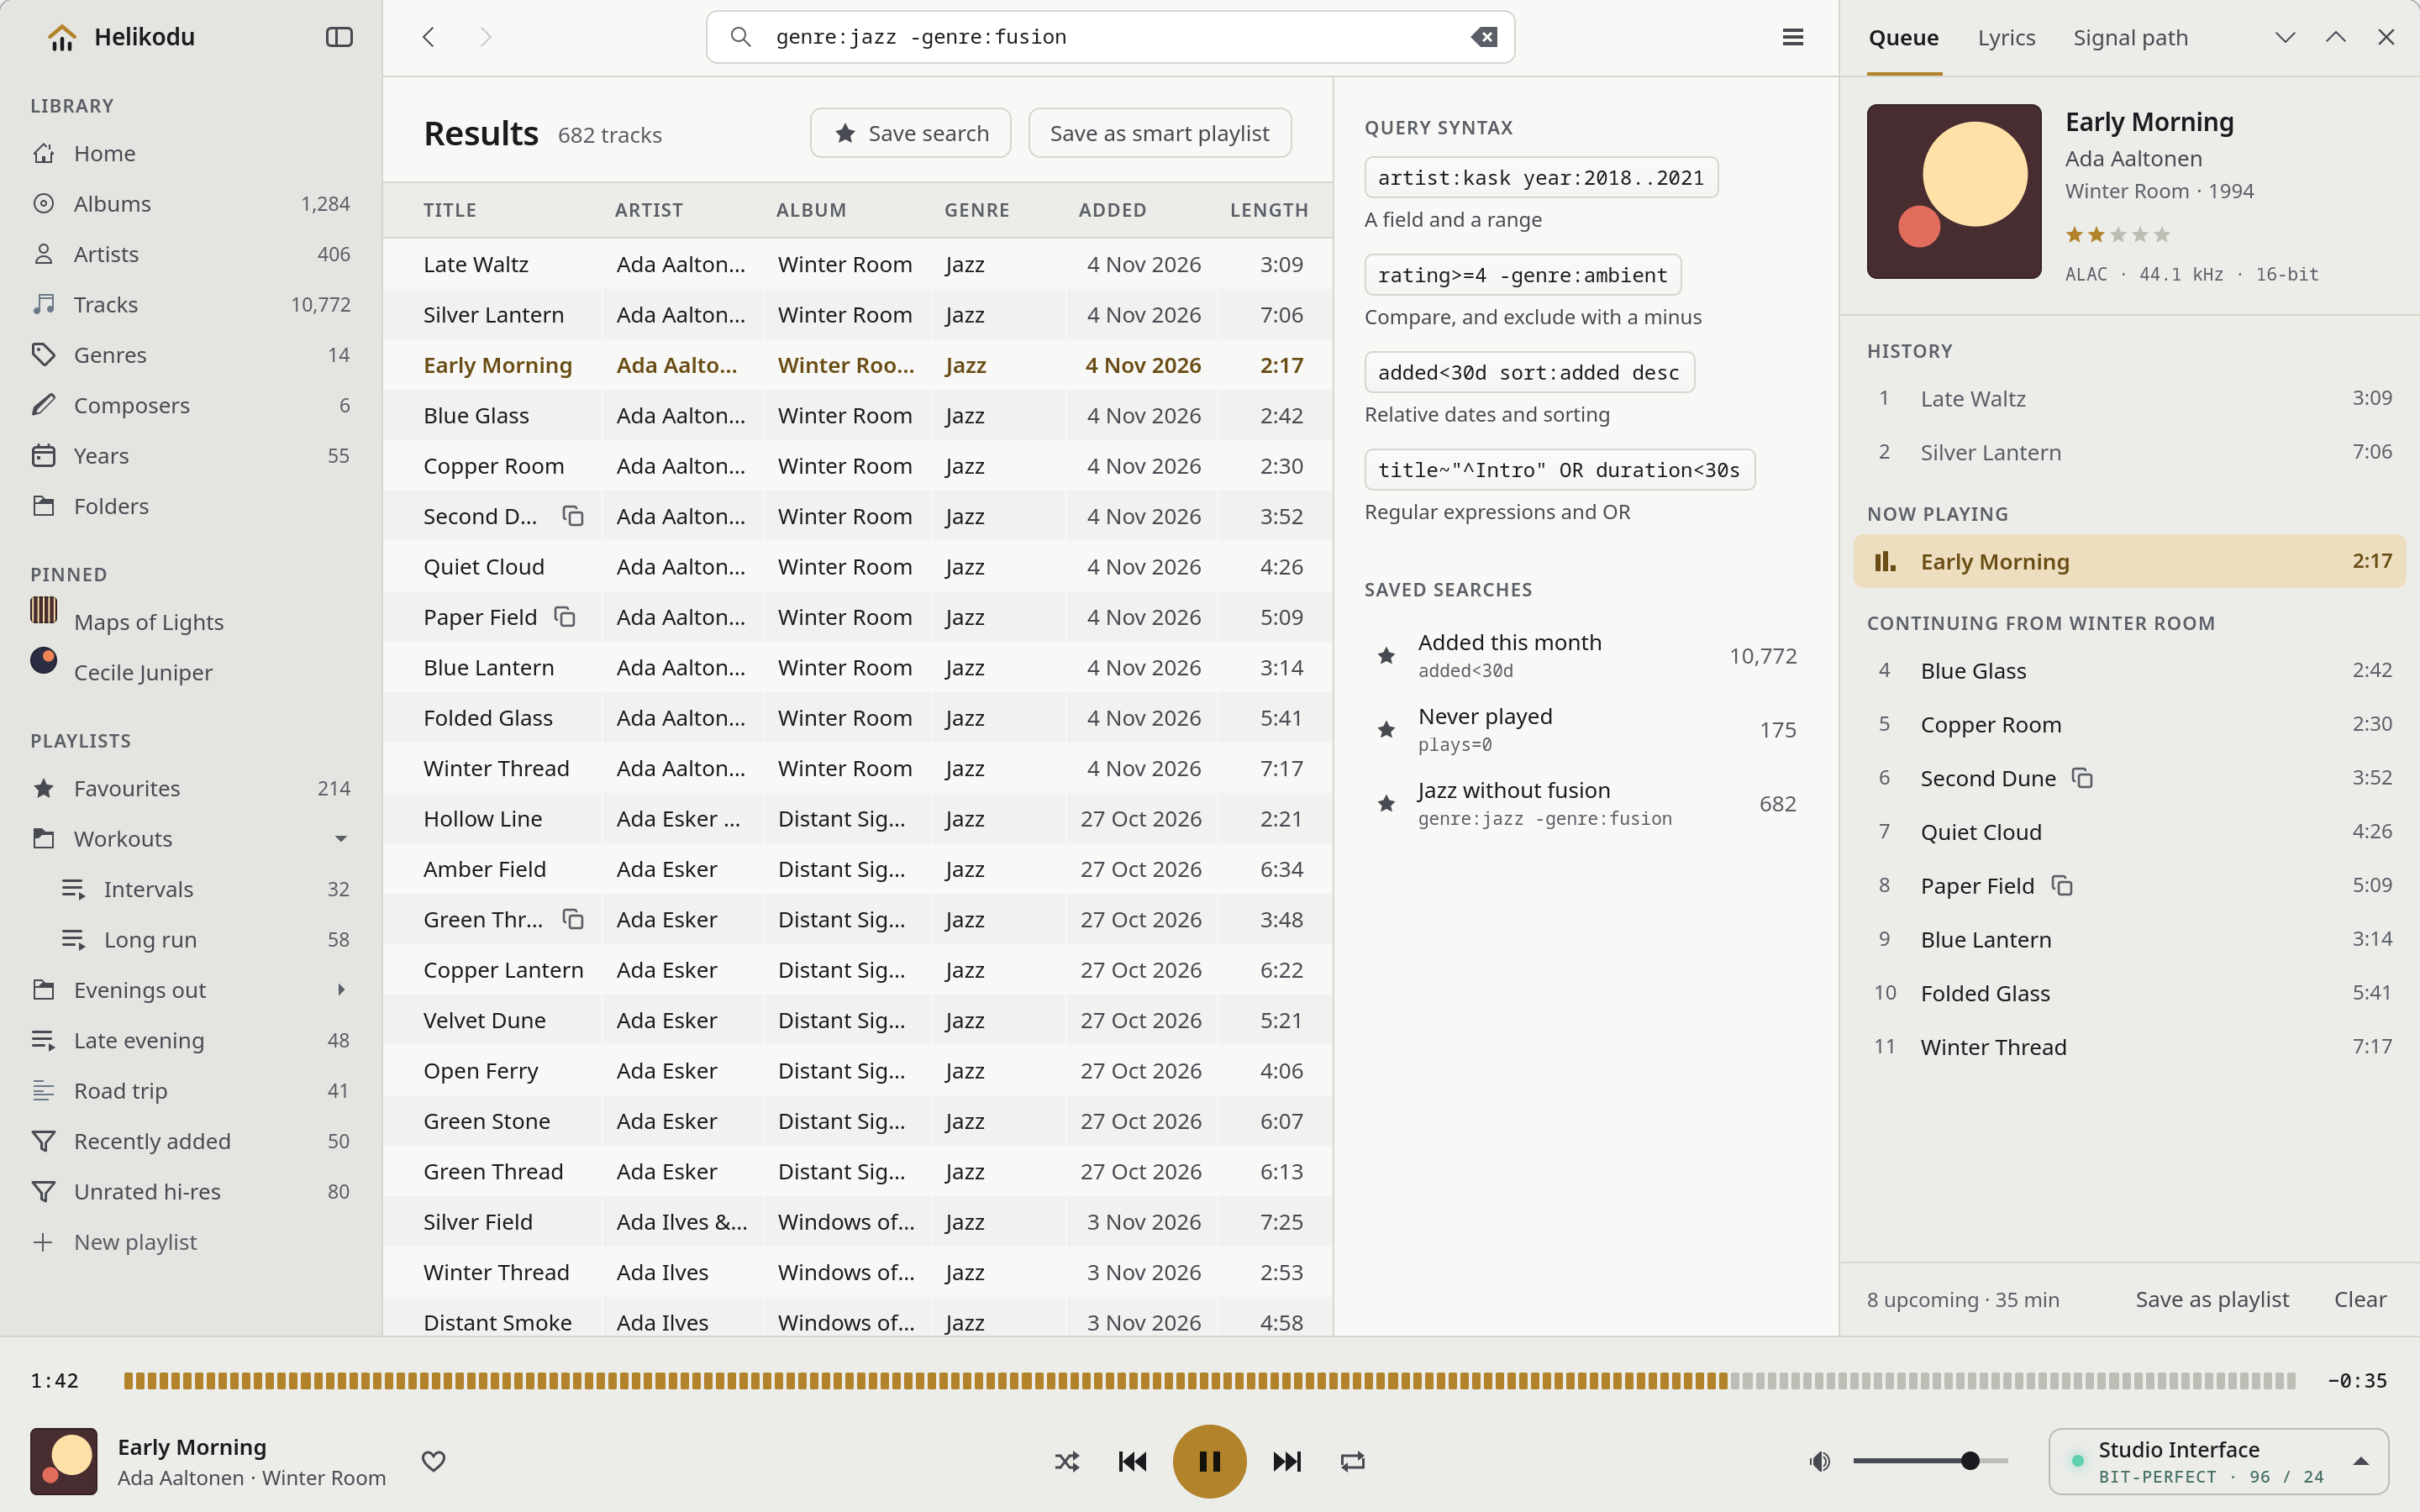 Helikodu
LIBRARY
Home
Albums 1,284
Artists 406
Tracks 10,772
Genres 14
Composers 6
Years 55
Folders
PINNED
Maps of Lights
Cecile Juniper
PLAYLISTS
Favourites 214
Workouts
Intervals 32
Long run 58
Evenings out
Late evening 48
Road trip 41
Recently added 50
Unrated hi-res 80
New playlist
genre:jazz -genre:fusion
Results 682 tracks Save search Save as smart playlist
TITLE ARTIST ALBUM GENRE ADDED LENGTH
Late Waltz Ada Aalton... Winter Room Jazz 4 Nov 2026 3:09
Silver Lantern Ada Aalton... Winter Room Jazz 4 Nov 2026 7:06
Early Morning Ada Aalto... Winter Roo... Jazz 4 Nov 2026 2:17
Blue Glass Ada Aalton... Winter Room Jazz 4 Nov 2026 2:42
Copper Room Ada Aalton... Winter Room Jazz 4 Nov 2026 2:30
Second D... Ada Aalton... Winter Room Jazz 4 Nov 2026 3:52
Quiet Cloud Ada Aalton... Winter Room Jazz 4 Nov 2026 4:26
Paper Field Ada Aalton... Winter Room Jazz 4 Nov 2026 5:09
Blue Lantern Ada Aalton... Winter Room Jazz 4 Nov 2026 3:14
Folded Glass Ada Aalton... Winter Room Jazz 4 Nov 2026 5:41
Winter Thread Ada Aalton... Winter Room Jazz 4 Nov 2026 7:17
Hollow Line Ada Esker ... Distant Sig... Jazz 27 Oct 2026 2:21
Amber Field Ada Esker Distant Sig... Jazz 27 Oct 2026 6:34
Green Thr... Ada Esker Distant Sig... Jazz 27 Oct 2026 3:48
Copper Lantern Ada Esker Distant Sig... Jazz 27 Oct 2026 6:22
Velvet Dune Ada Esker Distant Sig... Jazz 27 Oct 2026 5:21
Open Ferry Ada Esker Distant Sig... Jazz 27 Oct 2026 4:06
Green Stone Ada Esker Distant Sig... Jazz 27 Oct 2026 6:07
Green Thread Ada Esker Distant Sig... Jazz 27 Oct 2026 6:13
Silver Field Ada Ilves &... Windows of... Jazz 3 Nov 2026 7:25
Winter Thread Ada Ilves Windows of... Jazz 3 Nov 2026 2:53
Distant Smoke Ada Ilves Windows of... Jazz 3 Nov 2026 4:58
QUERY SYNTAX
artist:kask year:2018..2021
A field and a range
rating>=4 -genre:ambient
Compare, and exclude with a minus
added<30d sort:added desc
Relative dates and sorting
title~"^Intro" OR duration<30s
Regular expressions and OR
SAVED SEARCHES
Added this month 10,772
added<30d
Never played 175
plays=0
Jazz without fusion 682
genre:jazz -genre:fusion
Queue Lyrics Signal path
Early Morning
Ada Aaltonen
Winter Room · 1994
ALAC · 44.1 kHz · 16-bit
HISTORY
1 Late Waltz 3:09
2 Silver Lantern 7:06
NOW PLAYING
Early Morning 2:17
CONTINUING FROM WINTER ROOM
4 Blue Glass 2:42
5 Copper Room 2:30
6 Second Dune 3:52
7 Quiet Cloud 4:26
8 Paper Field 5:09
9 Blue Lantern 3:14
10 Folded Glass 5:41
11 Winter Thread 7:17
8 upcoming · 35 min Save as playlist Clear
1:42 −0:35
Early Morning
Ada Aaltonen · Winter Room
Studio Interface
BIT-PERFECT · 96 / 24